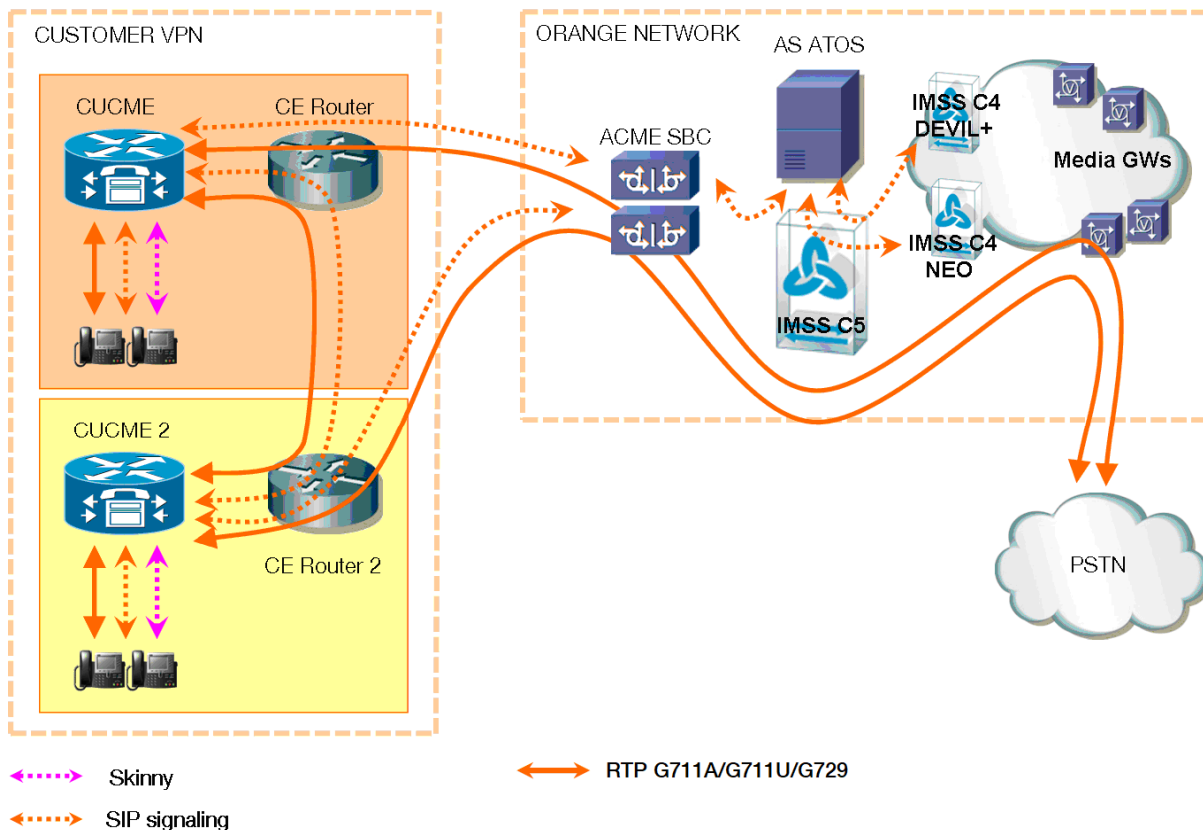 CUSTOMER VPN
CUCME
CE Router
CUCME 2
CE Router 2
ORANGE NETWORK
AS ATOS
ACME SBC
IMSS C4
DEVIL+
Media GWs
IMSS C4
NEO
IMSS C5
PSTN
Skinny
SIP signaling
RTP G711A/G711U/G729